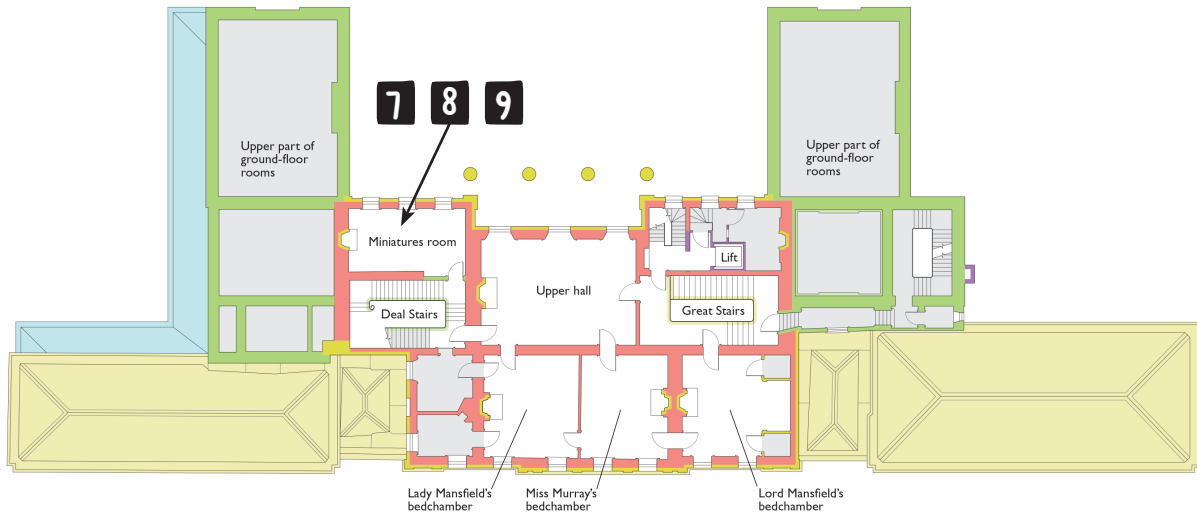 7 8 9
Upper part of
ground-floor
rooms
Upper part of
ground-floor
rooms
Miniatures room
Lift
Upper hall
Deal Stairs
Great Stairs
Lady Mansfield's
bedchamber
Miss Murray's
bedchamber
Lord Mansfield's
bedchamber